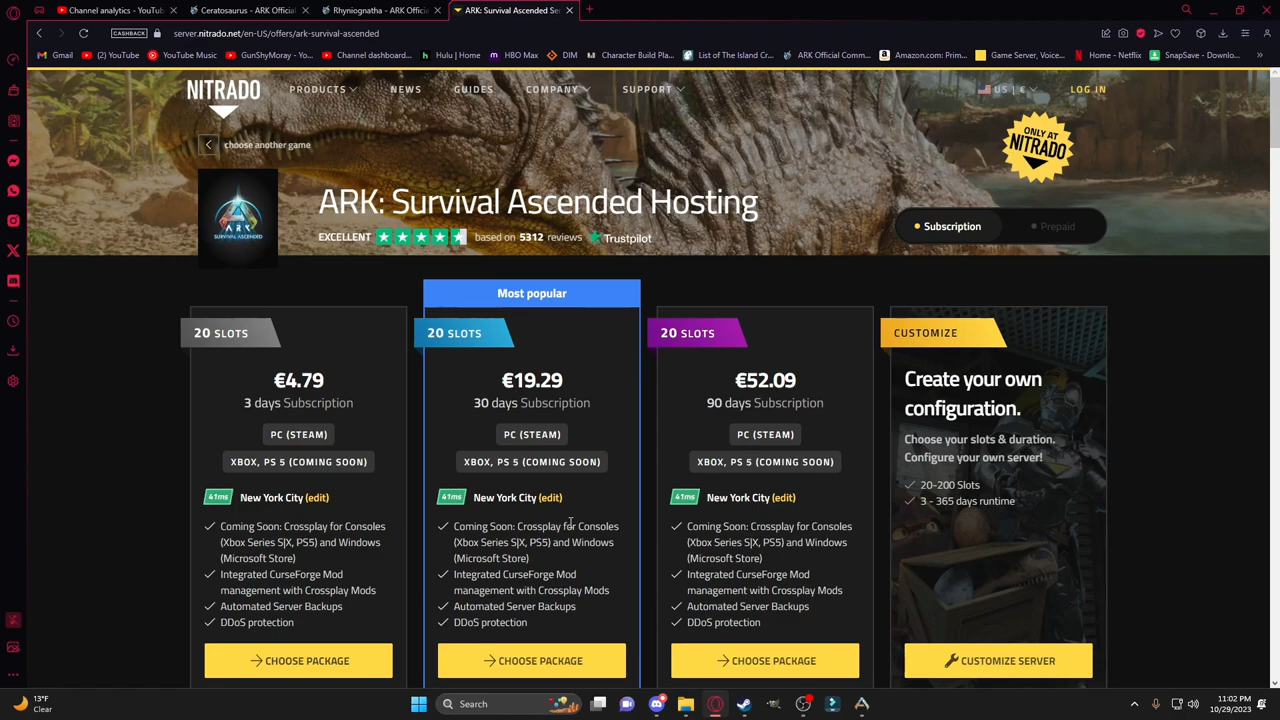 Channel analytics - YouTub
Ceratosaurus - ARK Official
Rhyniognatha - ARK Official
ARK: Survival Ascended Se
CASHBACK
server.nitrado.net/en-US/offers/ark-survival-ascended
Gmail
(2) YouTube
YouTube Music
GunShyMoray - Yo...
Channel dashboard...
Hulu | Home
HBO Max
DIM
Character Build Pla...
List of The Island Cr...
ARK Official Comm...
Amazon.com: Prim...
Game Server, Voice...
Home - Netflix
SnapSave - Downlo...
NITRADO
PRODUCTS
NEWS
GUIDES
COMPANY
SUPPORT
US | €
LOG IN
choose another game
ONLY AT
NITRADO
ARK
SURVIVAL ASCENDED
ARK: Survival Ascended Hosting
EXCELLENT
based on 5312 reviews
Trustpilot
Subscription
Prepaid
Most popular
20 SLOTS
€4.79
3 days Subscription
PC (STEAM)
XBOX, PS 5 (COMING SOON)
41ms
New York City (edit)
Coming Soon: Crossplay for Consoles
(Xbox Series S|X, PS5) and Windows
(Microsoft Store)
Integrated CurseForge Mod
management with Crossplay Mods
Automated Server Backups
DDoS protection
CHOOSE PACKAGE
20 SLOTS
€19.29
30 days Subscription
PC (STEAM)
XBOX, PS 5 (COMING SOON)
41ms
New York City (edit)
Coming Soon: Crossplay for Consoles
(Xbox Series S|X, PS5) and Windows
(Microsoft Store)
Integrated CurseForge Mod
management with Crossplay Mods
Automated Server Backups
DDoS protection
CHOOSE PACKAGE
20 SLOTS
€52.09
90 days Subscription
PC (STEAM)
XBOX, PS 5 (COMING SOON)
41ms
New York City (edit)
Coming Soon: Crossplay for Consoles
(Xbox Series S|X, PS5) and Windows
(Microsoft Store)
Integrated CurseForge Mod
management with Crossplay Mods
Automated Server Backups
DDoS protection
CHOOSE PACKAGE
CUSTOMIZE
Create your own
configuration.
Choose your slots & duration.
Configure your own server!
20-200 Slots
3 - 365 days runtime
CUSTOMIZE SERVER
13°F
Clear
Search
11:02 PM
10/29/2023